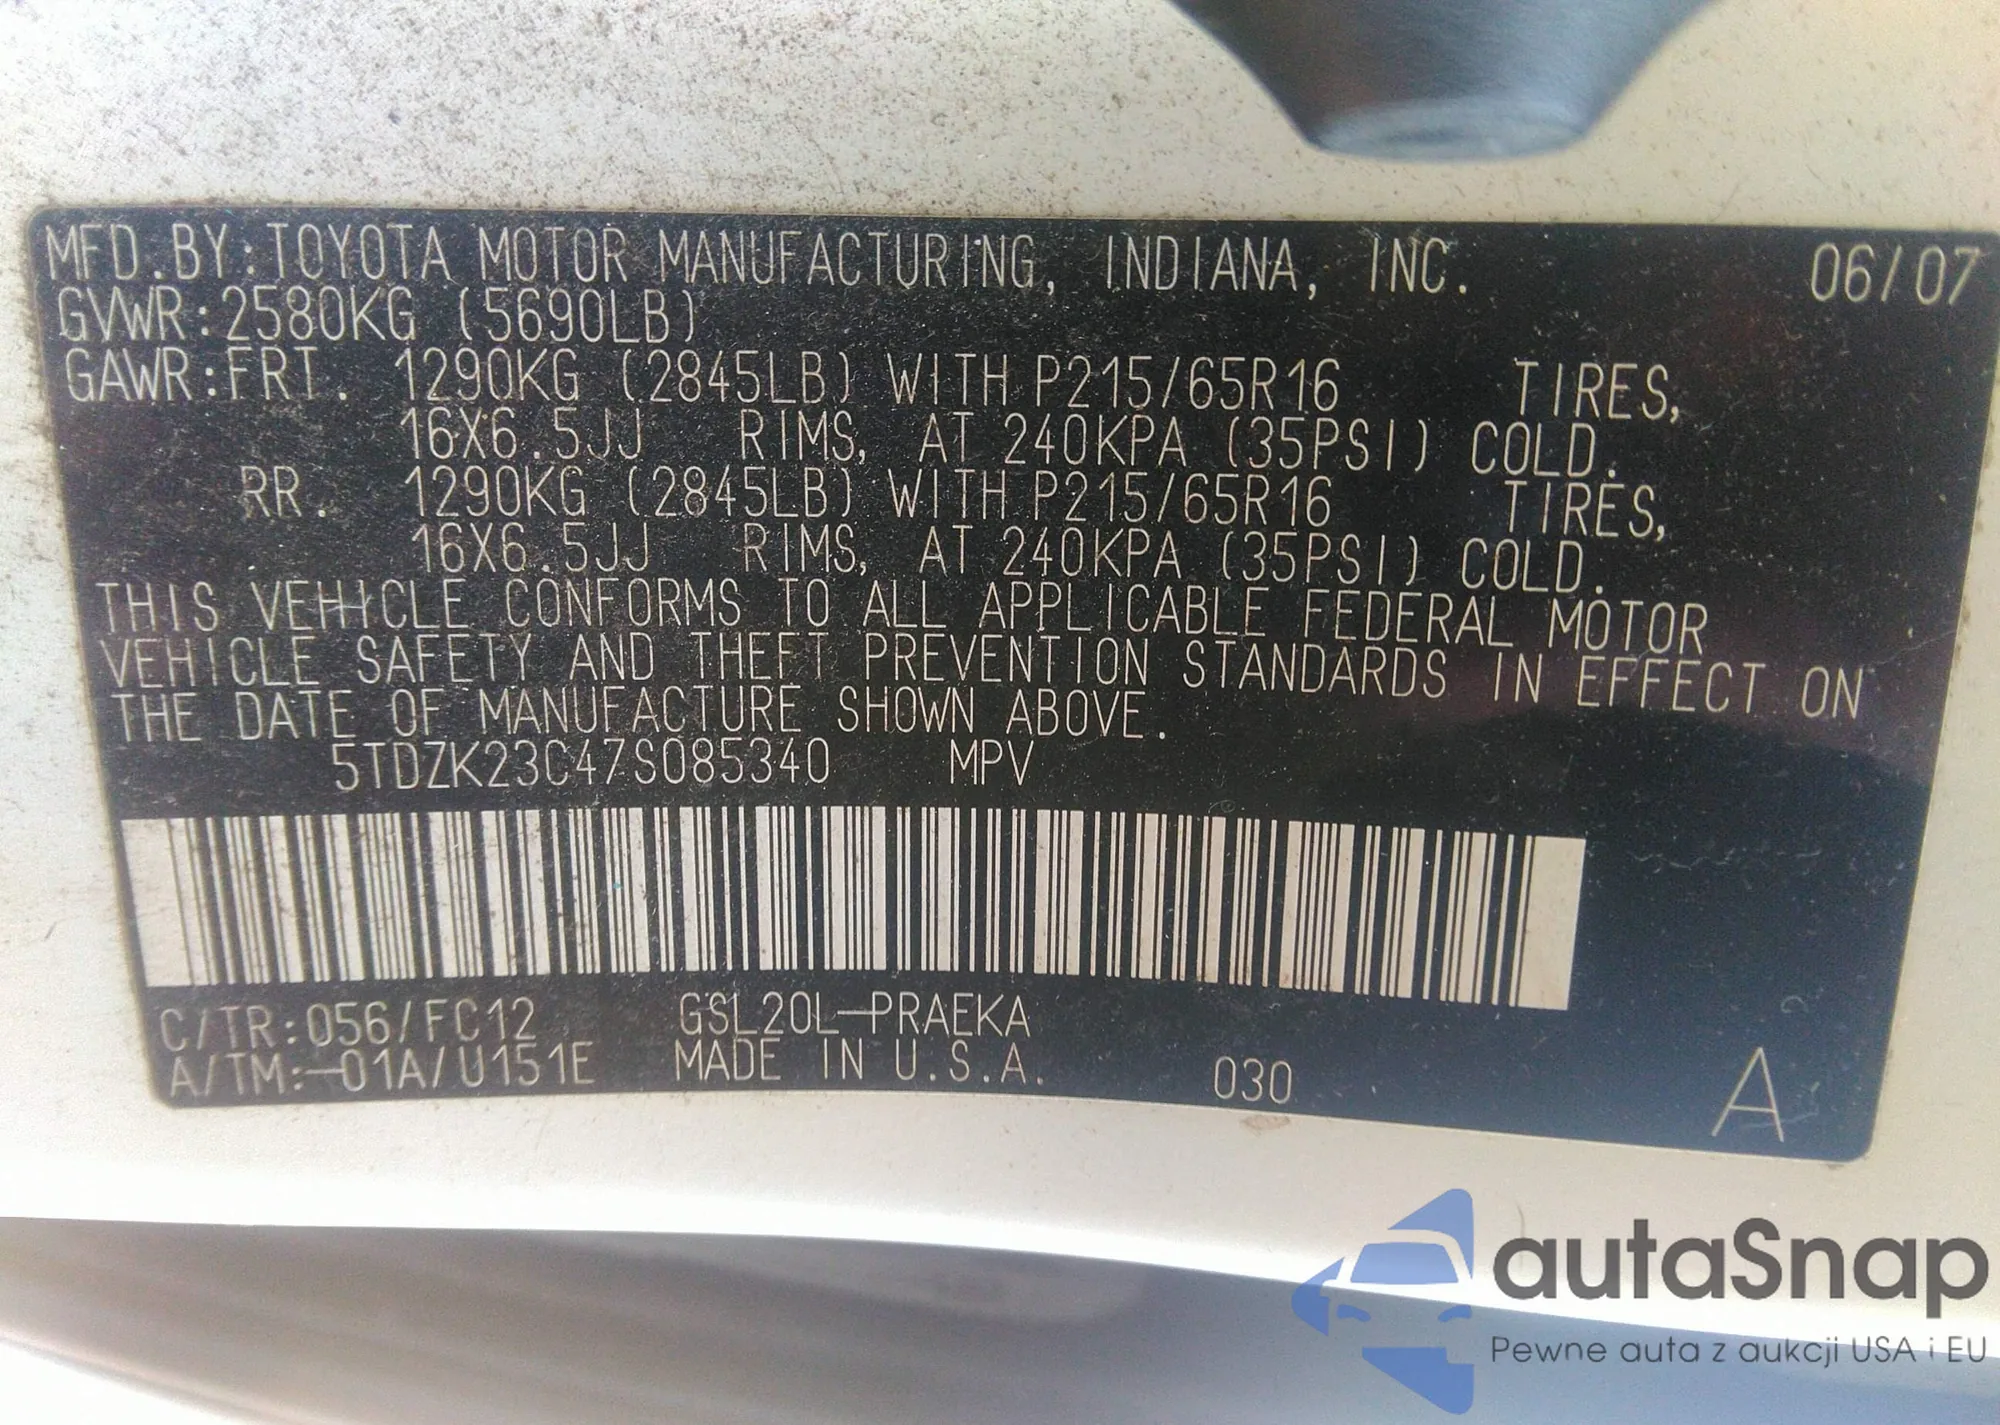 MFD.BY:TOYOTA MOTOR MANUFACTURING, INDIANA, INC. 06/07
GVWR:2580KG (5690LB)
GAWR:FRT. 1290KG (2845LB) WITH P215/65R16 TIRES,
16X6.5JJ RIMS, AT 240KPA (35PSI) COLD.
RR. 1290KG (2845LB) WITH P215/65R16 TIRES,
16X6.5JJ RIMS, AT 240KPA (35PSI) COLD.
THIS VEHICLE CONFORMS TO ALL APPLICABLE FEDERAL MOTOR
VEHICLE SAFETY AND THEFT PREVENTION STANDARDS IN EFFECT ON
THE DATE OF MANUFACTURE SHOWN ABOVE.
5TDZK23C47S085340 MPV
C/TR:056/FC12 GSL20L-PRAEKA
A/TM:-01A/U151E MADE IN U.S.A. 030 A
autaSnap
Pewne auta z aukcji USA i EU